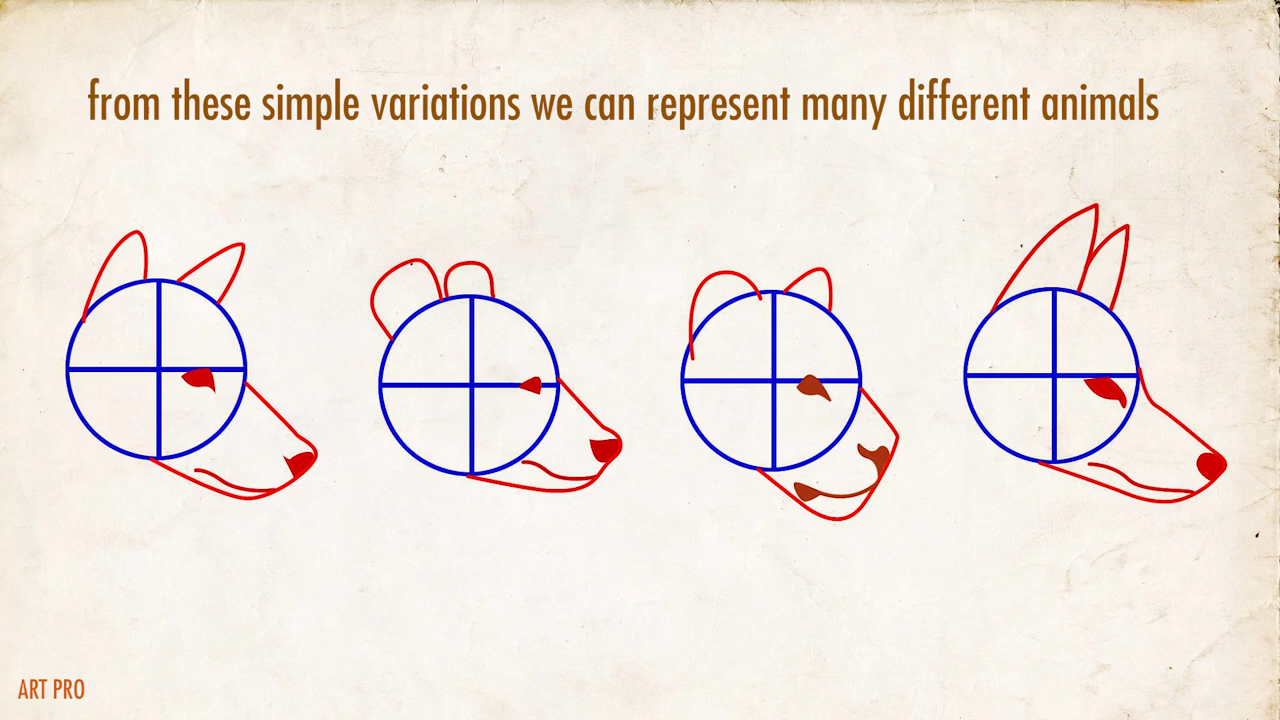 from these simple variations we can represent many different animals
ART PRO